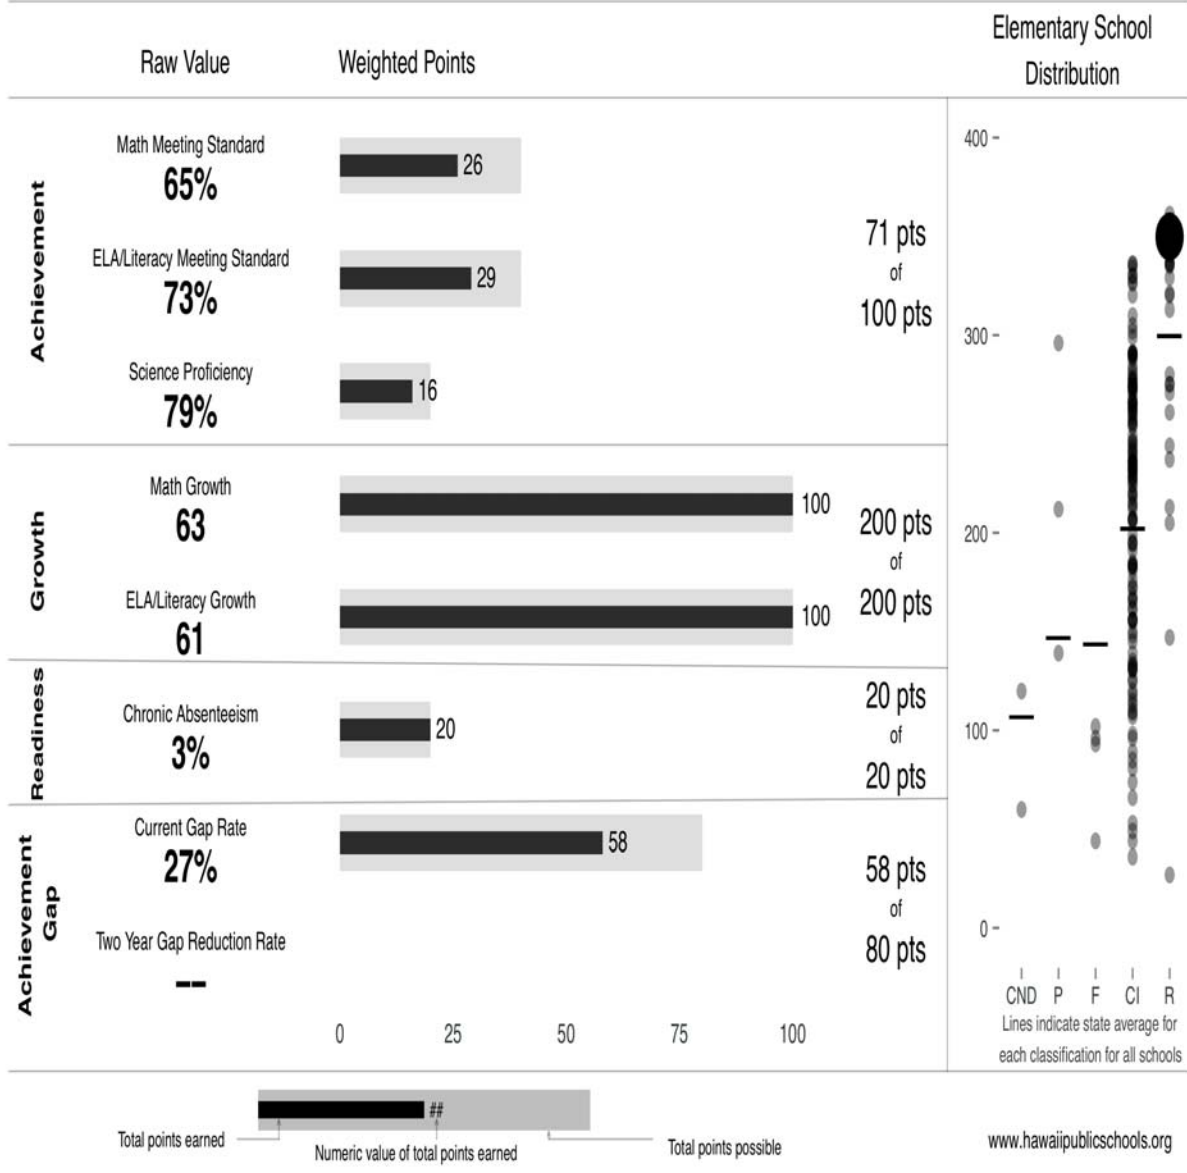 Raw Value
Weighted Points
Elementary School
Distribution
Achievement
Math Meeting Standard
65%
26
ELA/Literacy Meeting Standard
73%
29
Science Proficiency
79%
16
71 pts
of
100 pts
Growth
Math Growth
63
100
ELA/Literacy Growth
61
100
200 pts
of
200 pts
Readiness
Chronic Absenteeism
3%
20
20 pts
of
20 pts
Achievement
Gap
Current Gap Rate
27%
58
Two Year Gap Reduction Rate
--
58 pts
of
80 pts
0 25 50 75 100
400
300
200
100
0
CND P F CI R
Lines indicate state average for
each classification for all schools
##
Total points earned
Numeric value of total points earned
Total points possible
www.hawaiipublicschools.org